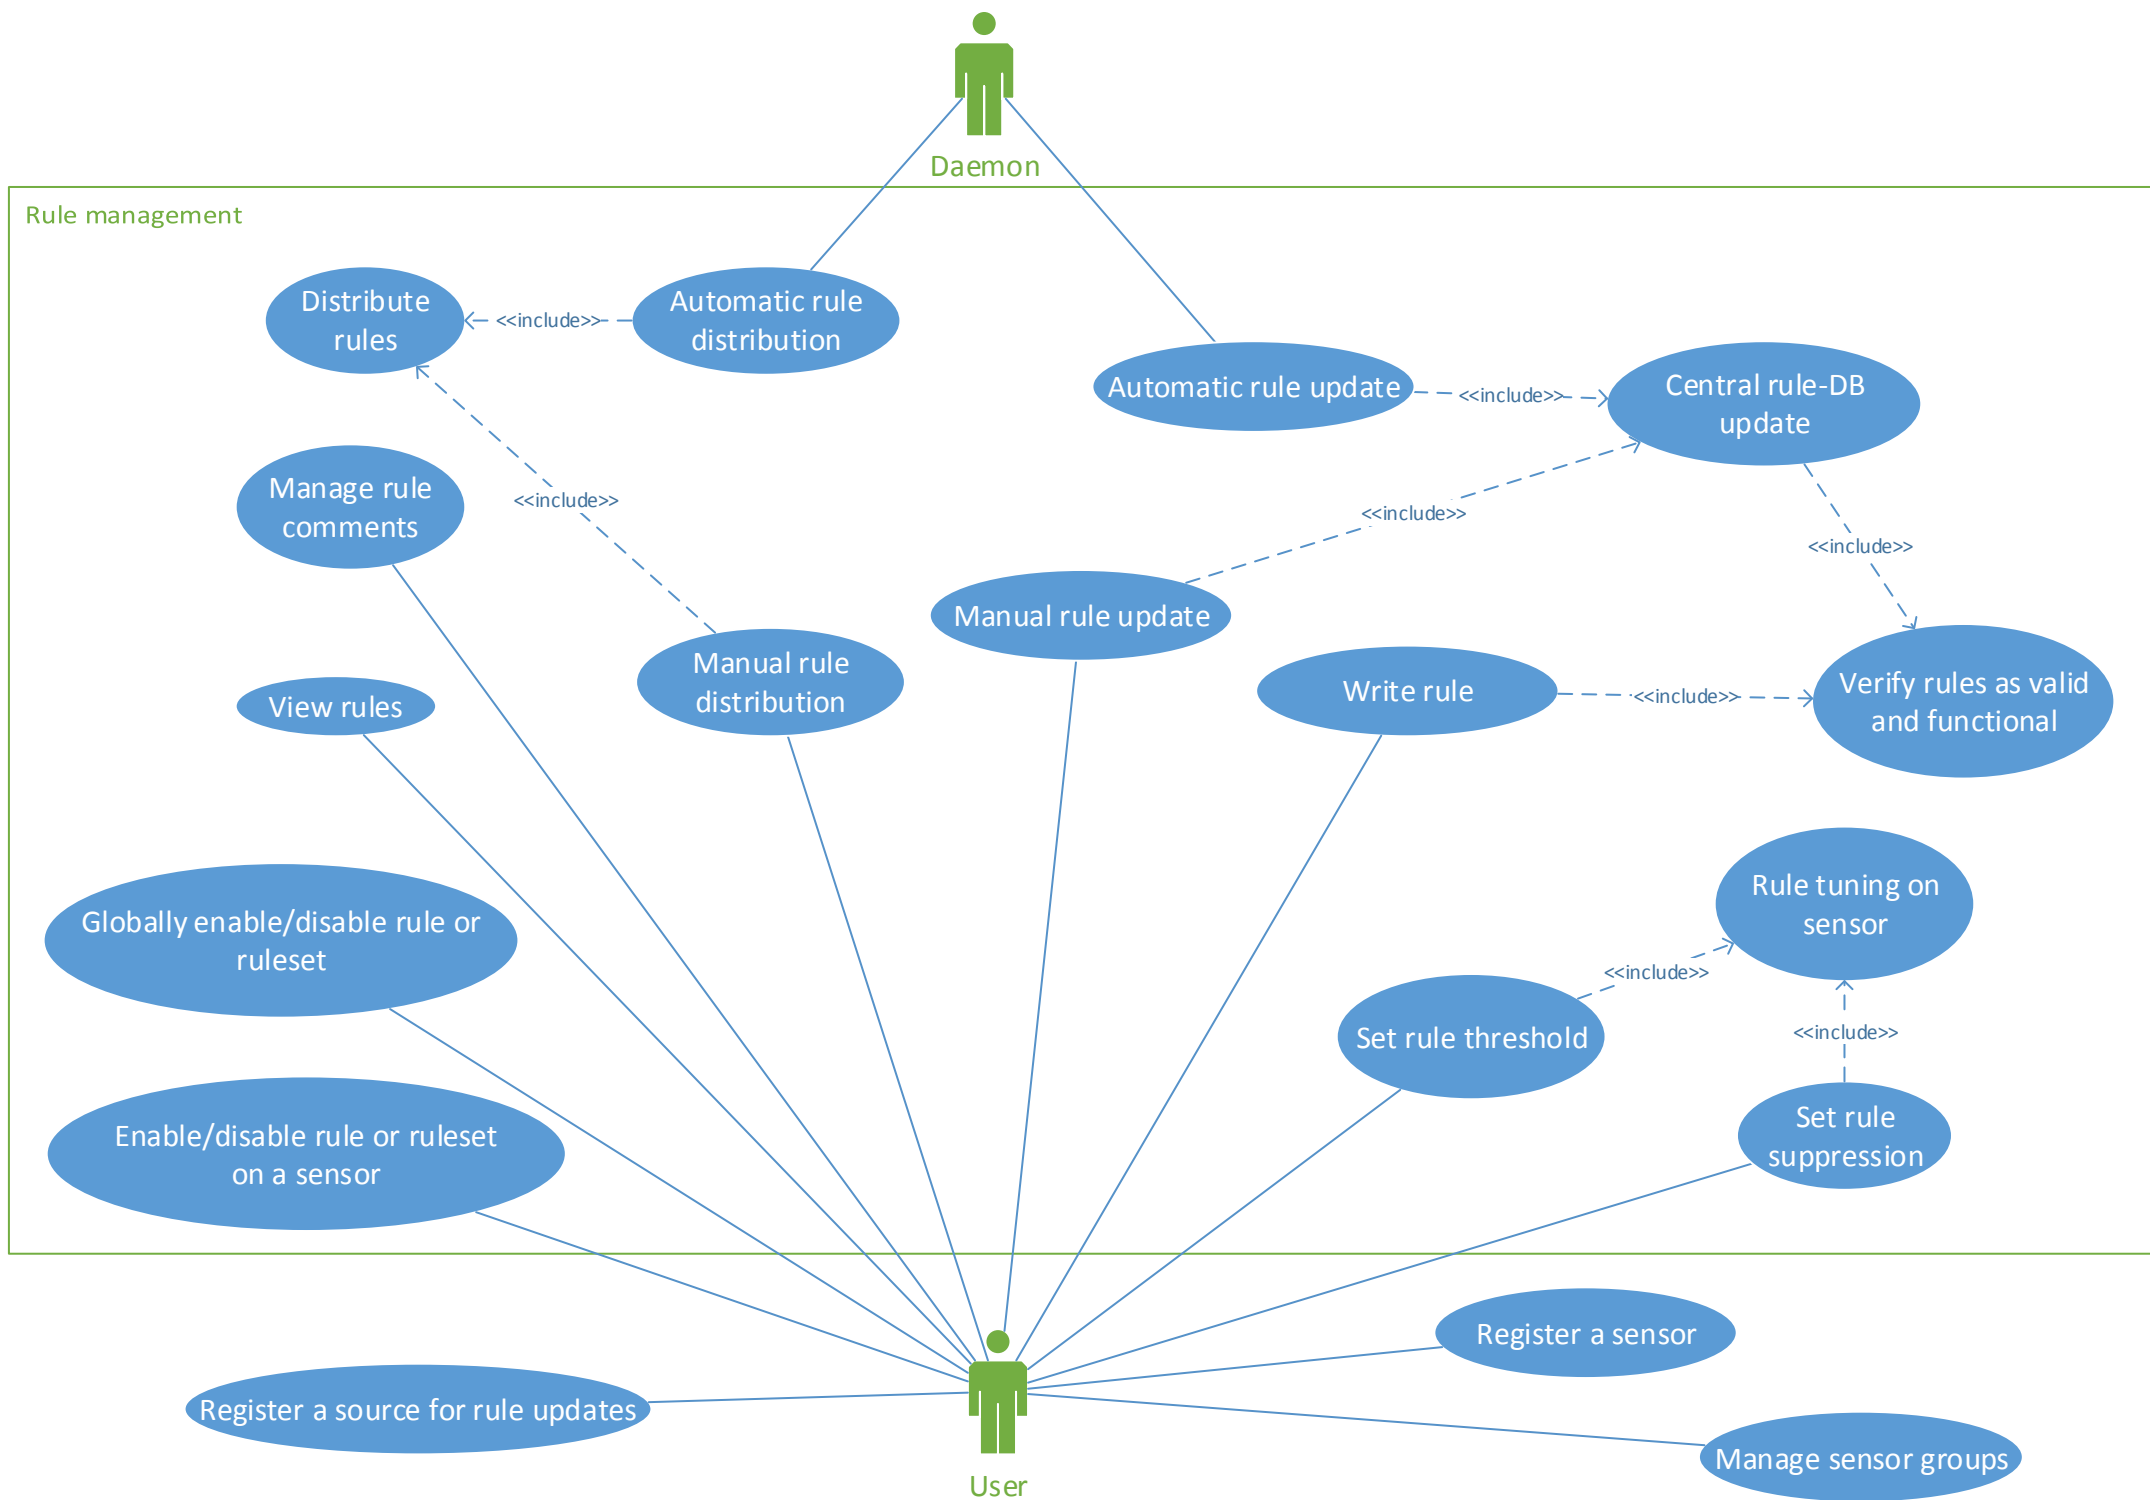 Daemon
Rule management
Distribute
rules
<<include>>
Automatic rule
distribution
Automatic rule update
<<include>>
Central rule-DB
update
Manage rule
comments
<<include>>
<<include>>
<<include>>
Manual rule update
Manual rule
distribution
View rules
Write rule
<<include>>
Verify rules as valid
and functional
Rule tuning on
sensor
Globally enable/disable rule or
ruleset
<<include>>
Set rule threshold
<<include>>
Enable/disable rule or ruleset
on a sensor
Set rule
suppression
Register a sensor
Register a source for rule updates
Manage sensor groups
User